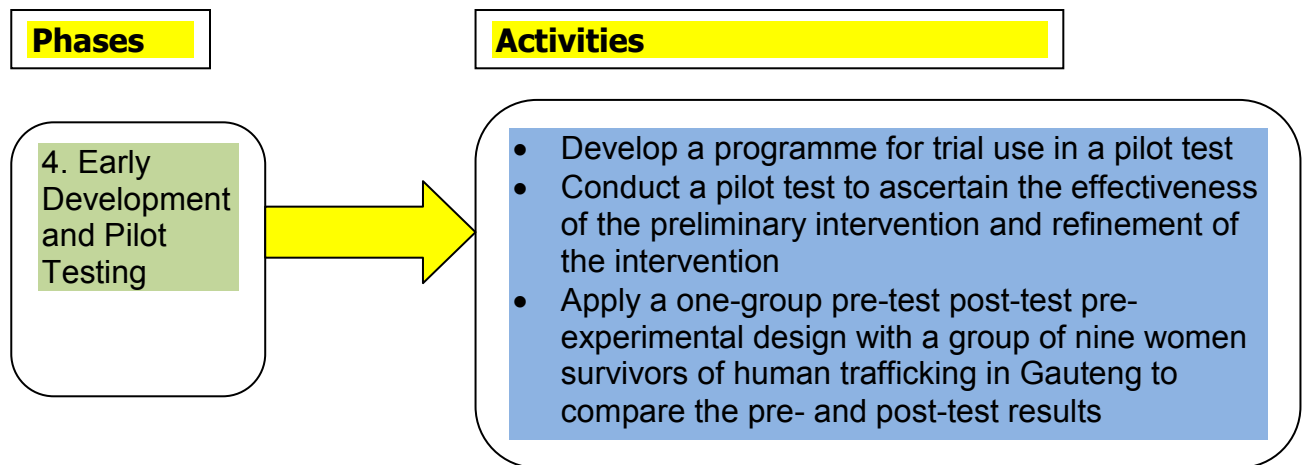 Phases
Activities
4. Early
Development
and Pilot
Testing
• Develop a programme for trial use in a pilot test
• Conduct a pilot test to ascertain the effectiveness
of the preliminary intervention and refinement of
the intervention
• Apply a one-group pre-test post-test pre-
experimental design with a group of nine women
survivors of human trafficking in Gauteng to
compare the pre- and post-test results